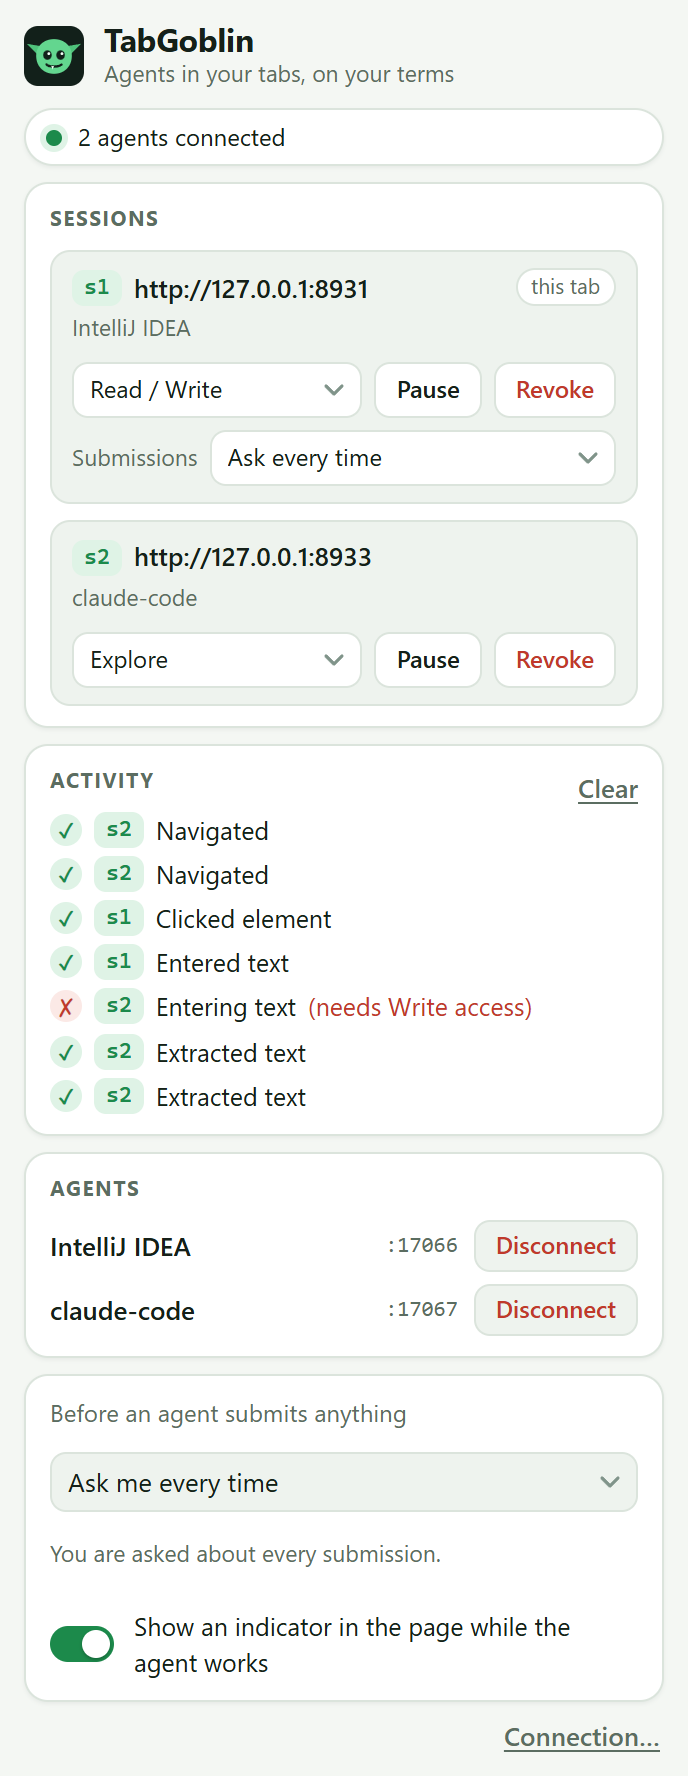 TabGoblin
Agents in your tabs, on your terms
2 agents connected
SESSIONS
s1 http://127.0.0.1:8931 this tab
IntelliJ IDEA
Read / Write Pause Revoke
Submissions Ask every time
s2 http://127.0.0.1:8933
claude-code
Explore Pause Revoke
ACTIVITY Clear
✓ s2 Navigated
✓ s2 Navigated
✓ s1 Clicked element
✓ s1 Entered text
✗ s2 Entering text (needs Write access)
✓ s2 Extracted text
✓ s2 Extracted text
AGENTS
IntelliJ IDEA :17066 Disconnect
claude-code :17067 Disconnect
Before an agent submits anything
Ask me every time
You are asked about every submission.
Show an indicator in the page while the
agent works
Connection...